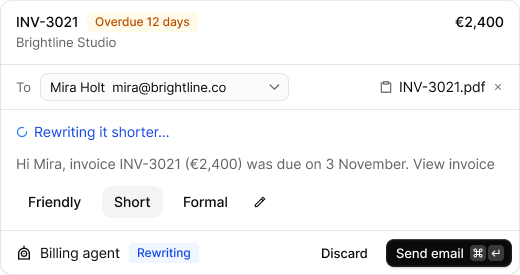 INV-3021 Overdue 12 days €2,400
Brightline Studio
To Mira Holt mira@brightline.co INV-3021.pdf ×
Rewriting it shorter...
Hi Mira, invoice INV-3021 (€2,400) was due on 3 November. View invoice
Friendly Short Formal
Billing agent Rewriting Discard Send email ⌘ ↵